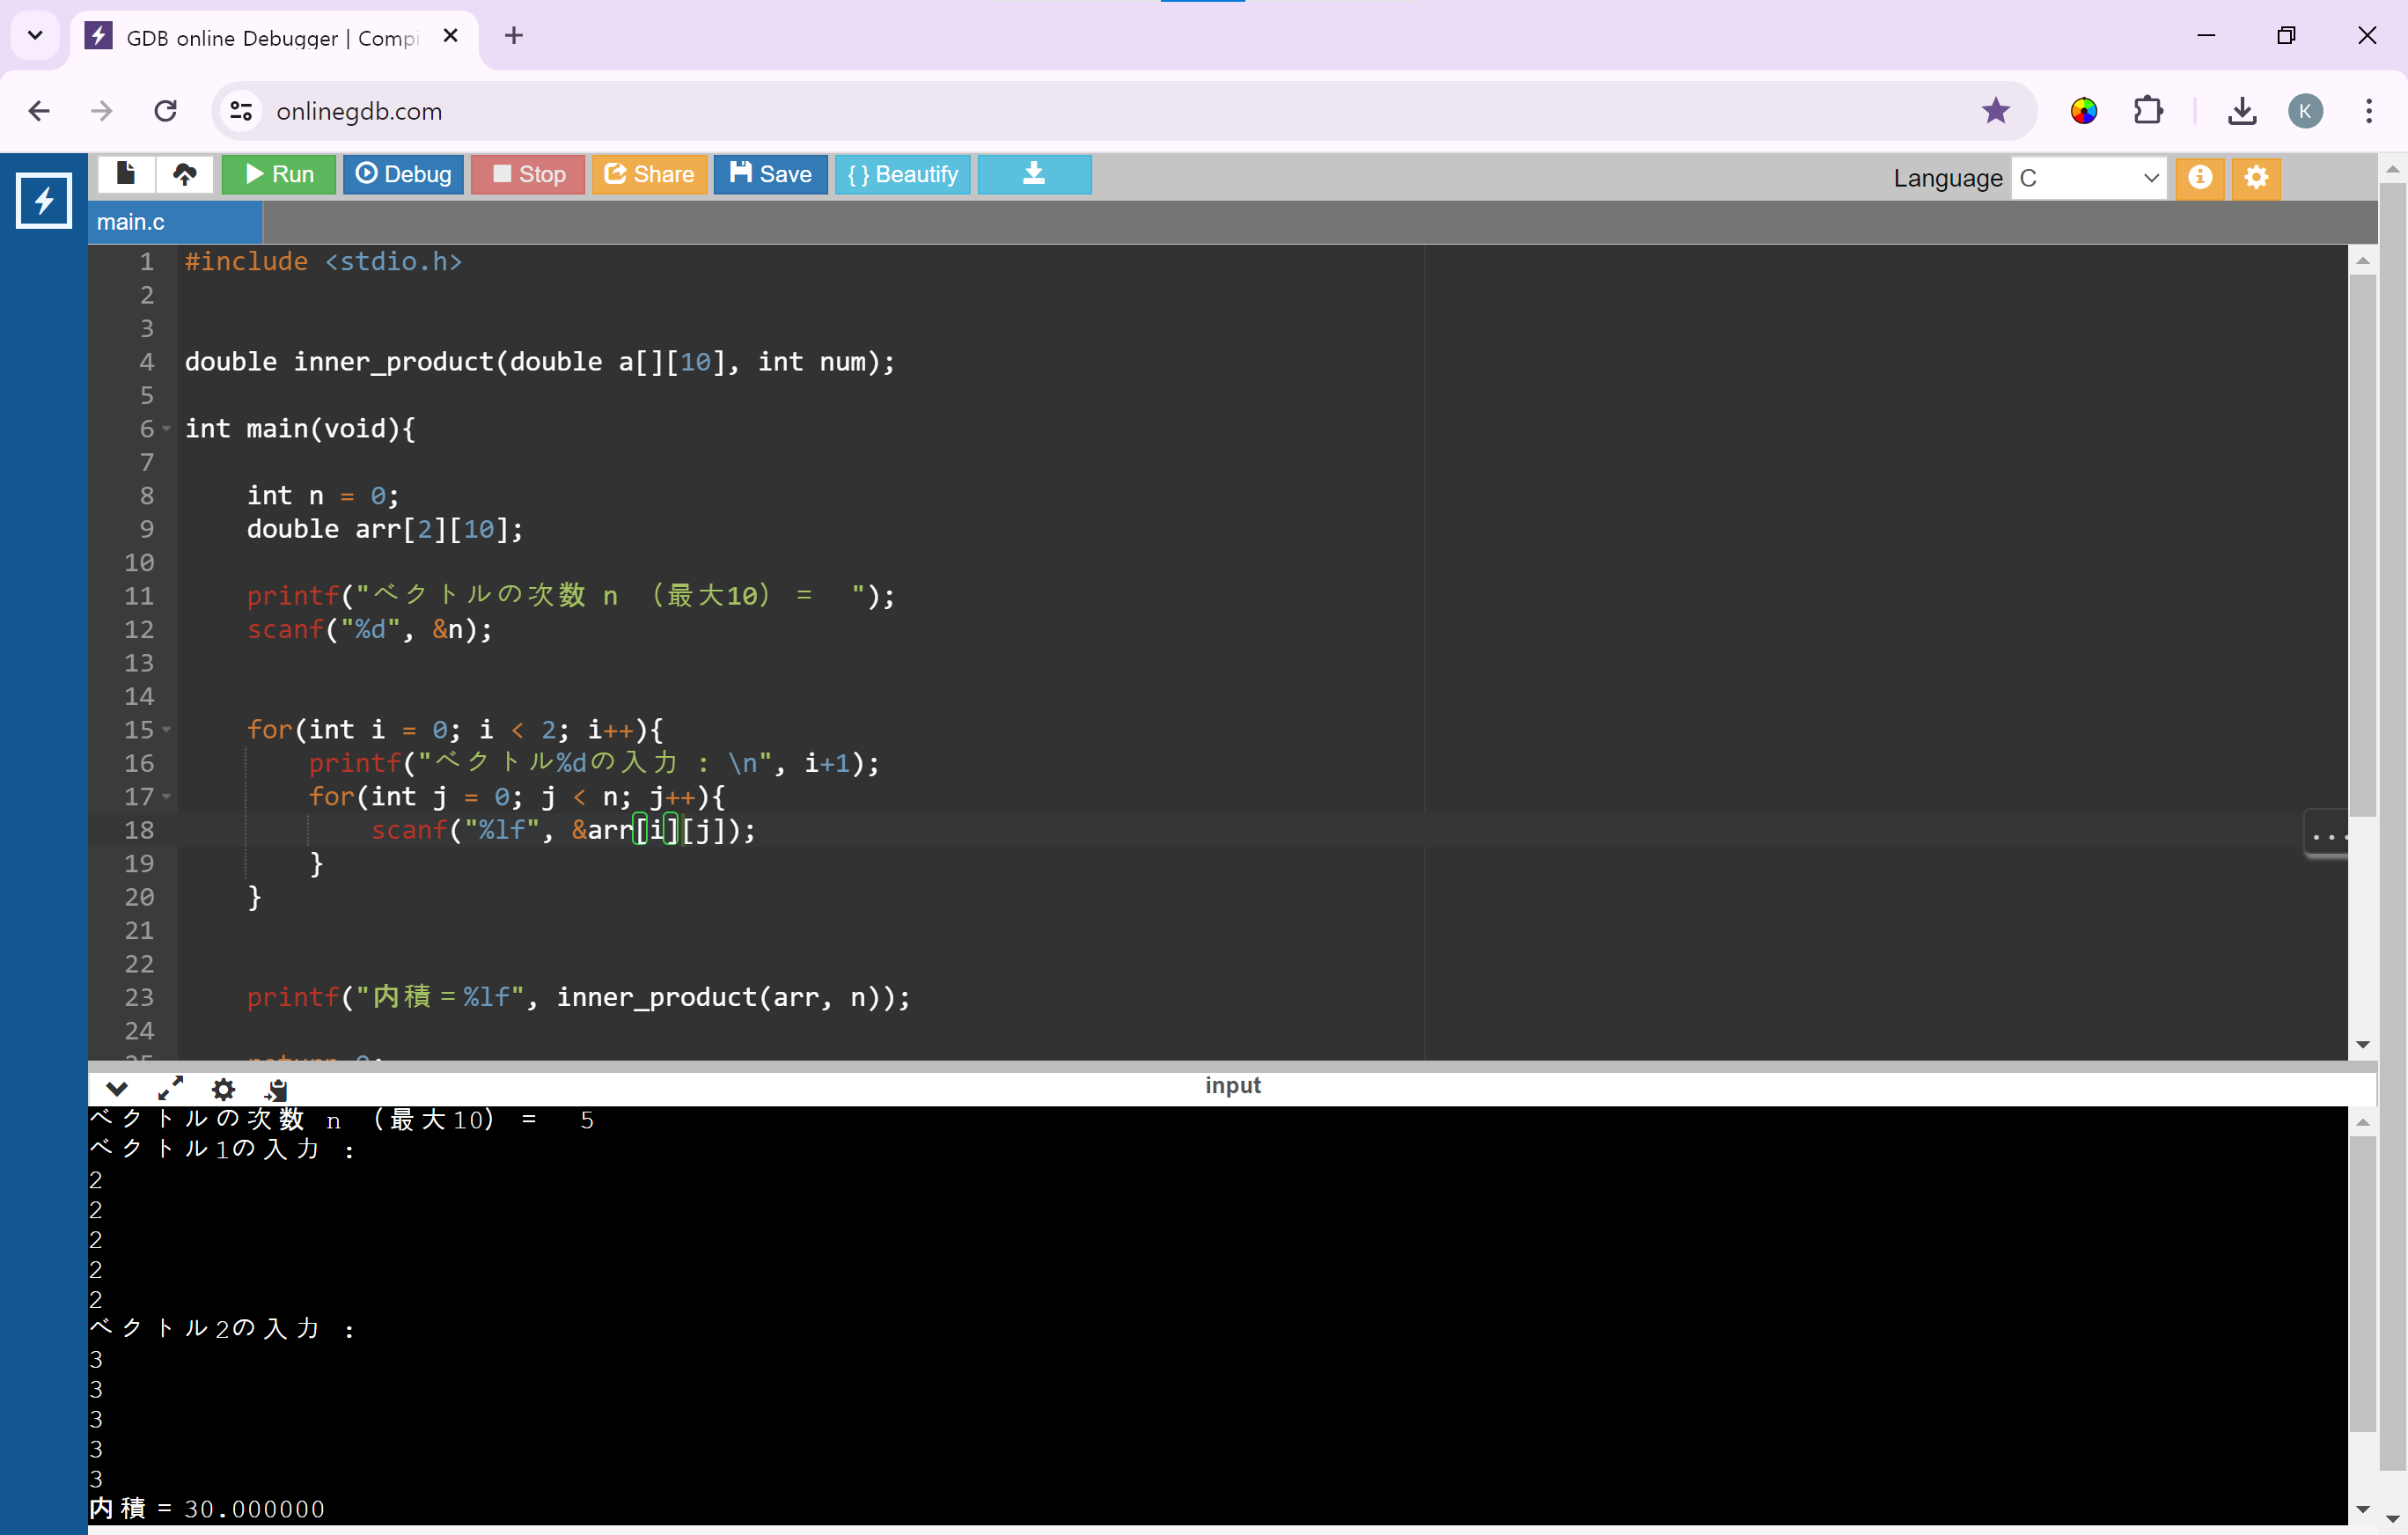 GDB online Debugger | Compi
onlinegdb.com
K
Run Debug Stop Share Save { } Beautify
Language C
main.c
1 #include <stdio.h>
2
3
4 double inner_product(double a[][10], int num);
5
6 int main(void){
7
8 int n = 0;
9 double arr[2][10];
10
11 printf("ベクトルの次数 n （最大10） = ");
12 scanf("%d", &n);
13
14
15 for(int i = 0; i < 2; i++){
16 printf("ベクトル%dの入力 : \n", i+1);
17 for(int j = 0; j < n; j++){
18 scanf("%lf", &arr[i][j]);
19 }
20 }
21
22
23 printf("内積=%lf", inner_product(arr, n));
24
25 return 0;
input
ベクトルの次数 n （最大10） = 5
ベクトル1の入力 :
2
2
2
2
2
ベクトル2の入力 :
3
3
3
3
3
内積=30.000000